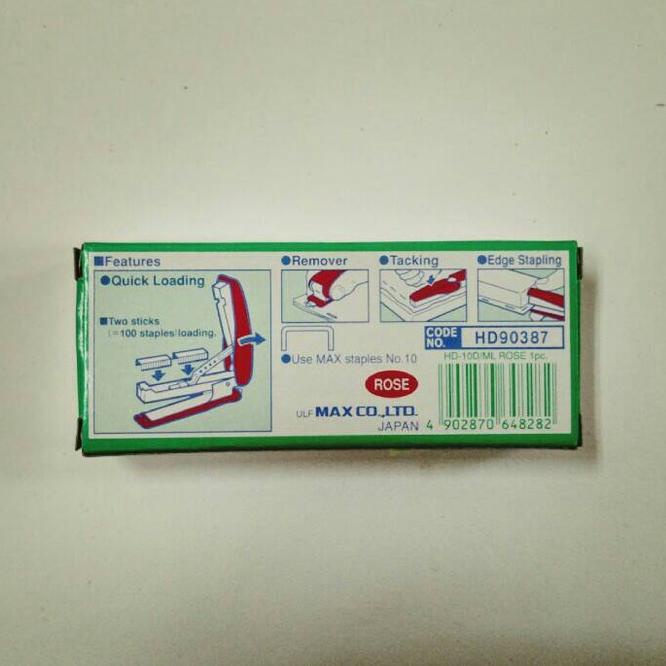 ■Features
●Quick Loading
■Two sticks
(=100 staples)loading.
●Remover
●Tacking
●Edge Stapling
●Use MAX staples No.10
CODE NO. HD90387
HD-10D/ML ROSE 1pc.
ROSE
ULF MAX CO.,LTD.
JAPAN
4 902870 648282